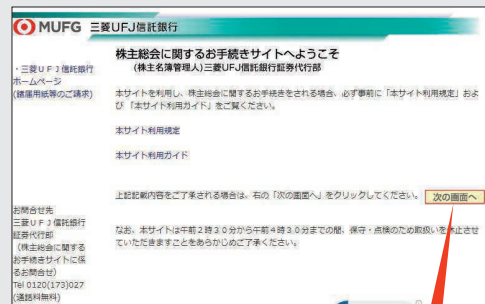 MUFG 三菱UFJ信託銀行
株主総会に関するお手続きサイトへようこそ
(株主名簿管理人)三菱UFJ信託銀行証券代行部
・三菱UFJ信託銀行
ホームページ
(諸届用紙等のご請求)
本サイトを利用し、株主総会に関するお手続きをされる場合、必ず事前に「本サイト利用規定」およ
び「本サイト利用ガイド」をご覧ください。
本サイト利用規定
本サイト利用ガイド
上記記載内容をご了承される場合は、右の「次の画面へ」をクリックしてください。 次の画面へ
なお、本サイトは午前2時30分から午前4時30分までの間、保守・点検のため取扱いを休止させ
ていただきますことをあらかじめご了承ください。
お問合せ先
三菱UFJ信託銀行
証券代行部
(株主総会に関する
お手続きサイトに係
るお問合せ)
Tel 0120(173)027
(通話料無料)